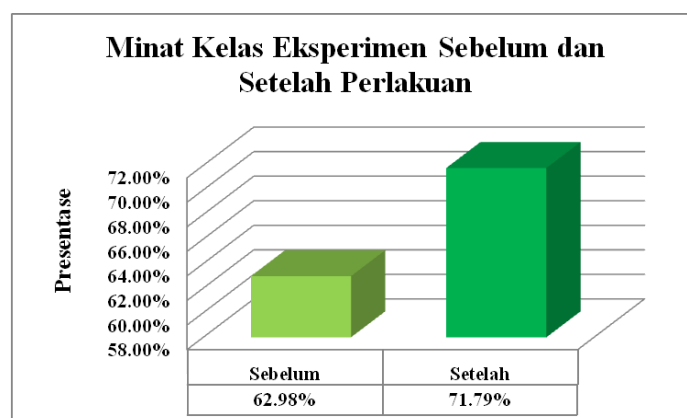 Minat Kelas Eksperimen Sebelum dan
Setelah Perlakuan
Presentase
72.00%
70.00%
68.00%
66.00%
64.00%
62.00%
60.00%
58.00%
Sebelum Setelah
62.98% 71.79%